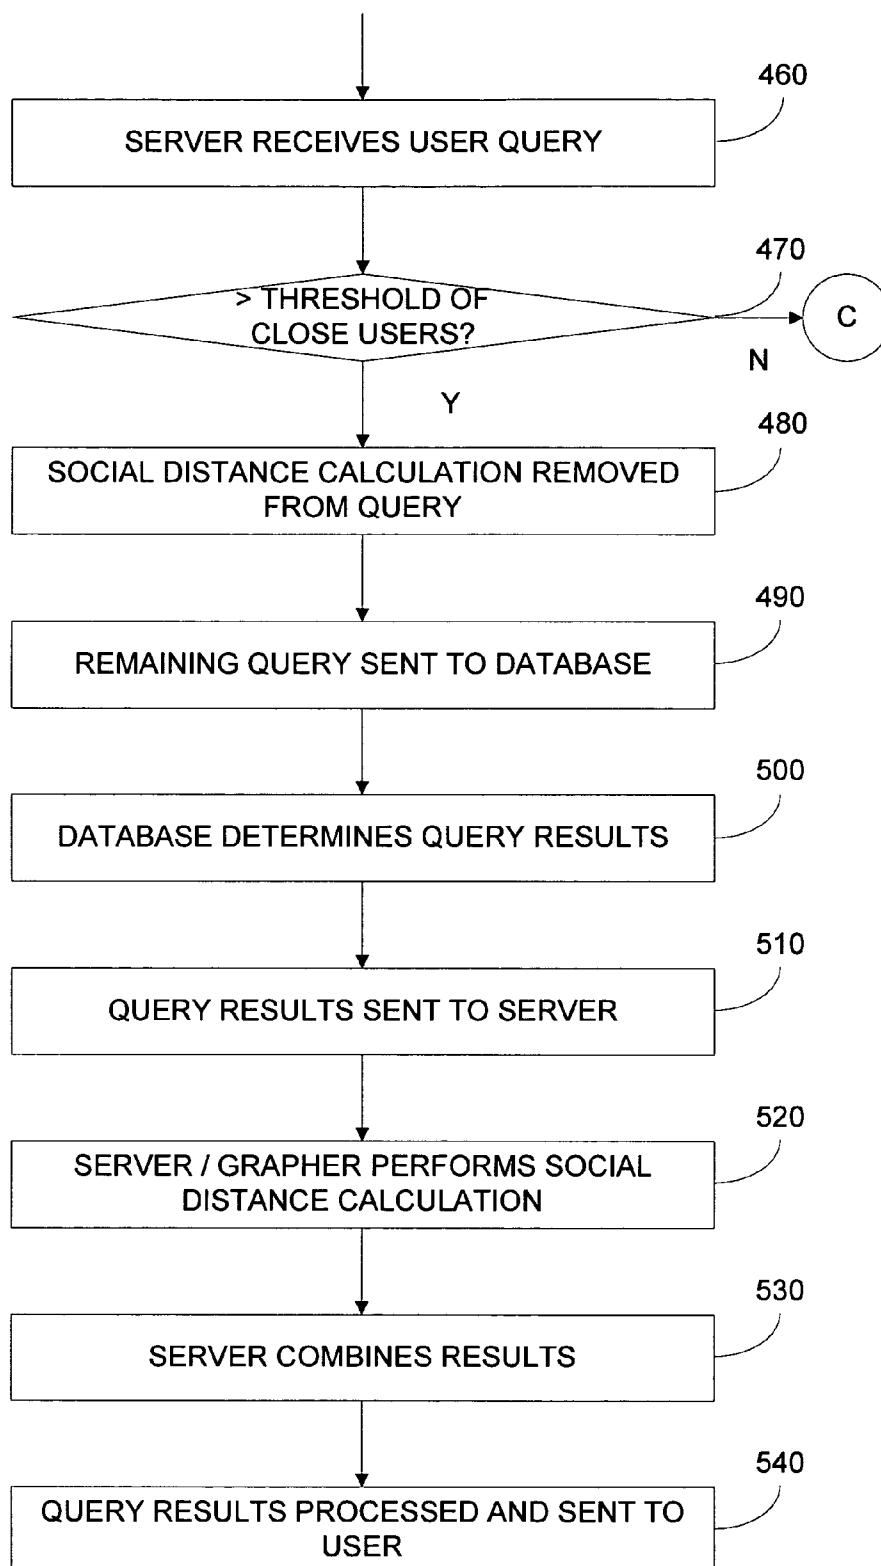 460
SERVER RECEIVES USER QUERY
470
> THRESHOLD OF
CLOSE USERS?
C
N
Y
480
SOCIAL DISTANCE CALCULATION REMOVED
FROM QUERY
490
REMAINING QUERY SENT TO DATABASE
500
DATABASE DETERMINES QUERY RESULTS
510
QUERY RESULTS SENT TO SERVER
520
SERVER / GRAPHER PERFORMS SOCIAL
DISTANCE CALCULATION
530
SERVER COMBINES RESULTS
540
QUERY RESULTS PROCESSED AND SENT TO
USER